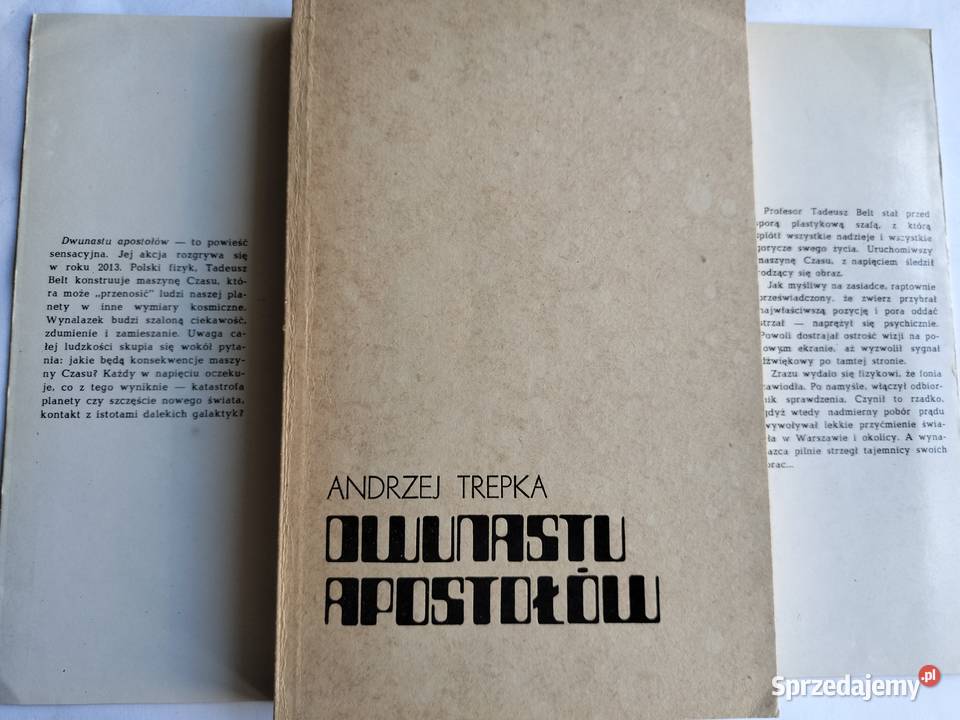 Dwunastu apostołów — to powieść
sensacyjna. Jej akcja rozgrywa się
w roku 2013. Polski fizyk, Tadeusz
Belt konstruuje maszynę Czasu, któ-
ra może „przenosić” ludzi naszej pla-
nety w inne wymiary kosmiczne.
Wynalazek budzi szaloną ciekawość,
zdumienie i zamieszanie. Uwaga ca-
łej ludzkości skupia się wokół pyta-
nia: jakie będą konsekwencje maszy-
ny Czasu? Każdy w napięciu oczeku-
je, co z tego wyniknie — katastrofa
planety czy szczęście nowego świata,
kontakt z istotami dalekich galaktyk?
ANDRZEJ TREPKA
DWUNASTU
APOSTOŁÓW
Profesor Tadeusz Belt stał przed
sporą plastykową szafą, z którą
splótł wszystkie nadzieje i wszystkie
gorycze swego życia. Uruchomiwszy
maszynę Czasu, z napięciem śledził
rodzący się obraz.
Jak myśliwy na zasiadce, raptownie
przeświadczony, że zwierz przybrał
najwłaściwszą pozycję i pora oddać
strzał — naprężył się psychicznie.
Powoli dostrajał ostrość wizji na po-
owym ekranie, aż wyzwolił sygnał
dźwiękowy po tamtej stronie.
Zrazu wydało się fizykowi, że fonia
zawiodła. Po namyśle, włączył odbior-
nik sprawdzenia. Czynił to rzadko,
gdyż wtedy nadmierny pobór prądu
wywoływał lekkie przyćmienie świa-
tła w Warszawie i okolicy. A wyna-
lazca pilnie strzegł tajemnicy swoich
prac...
Sprzedajemy.pl